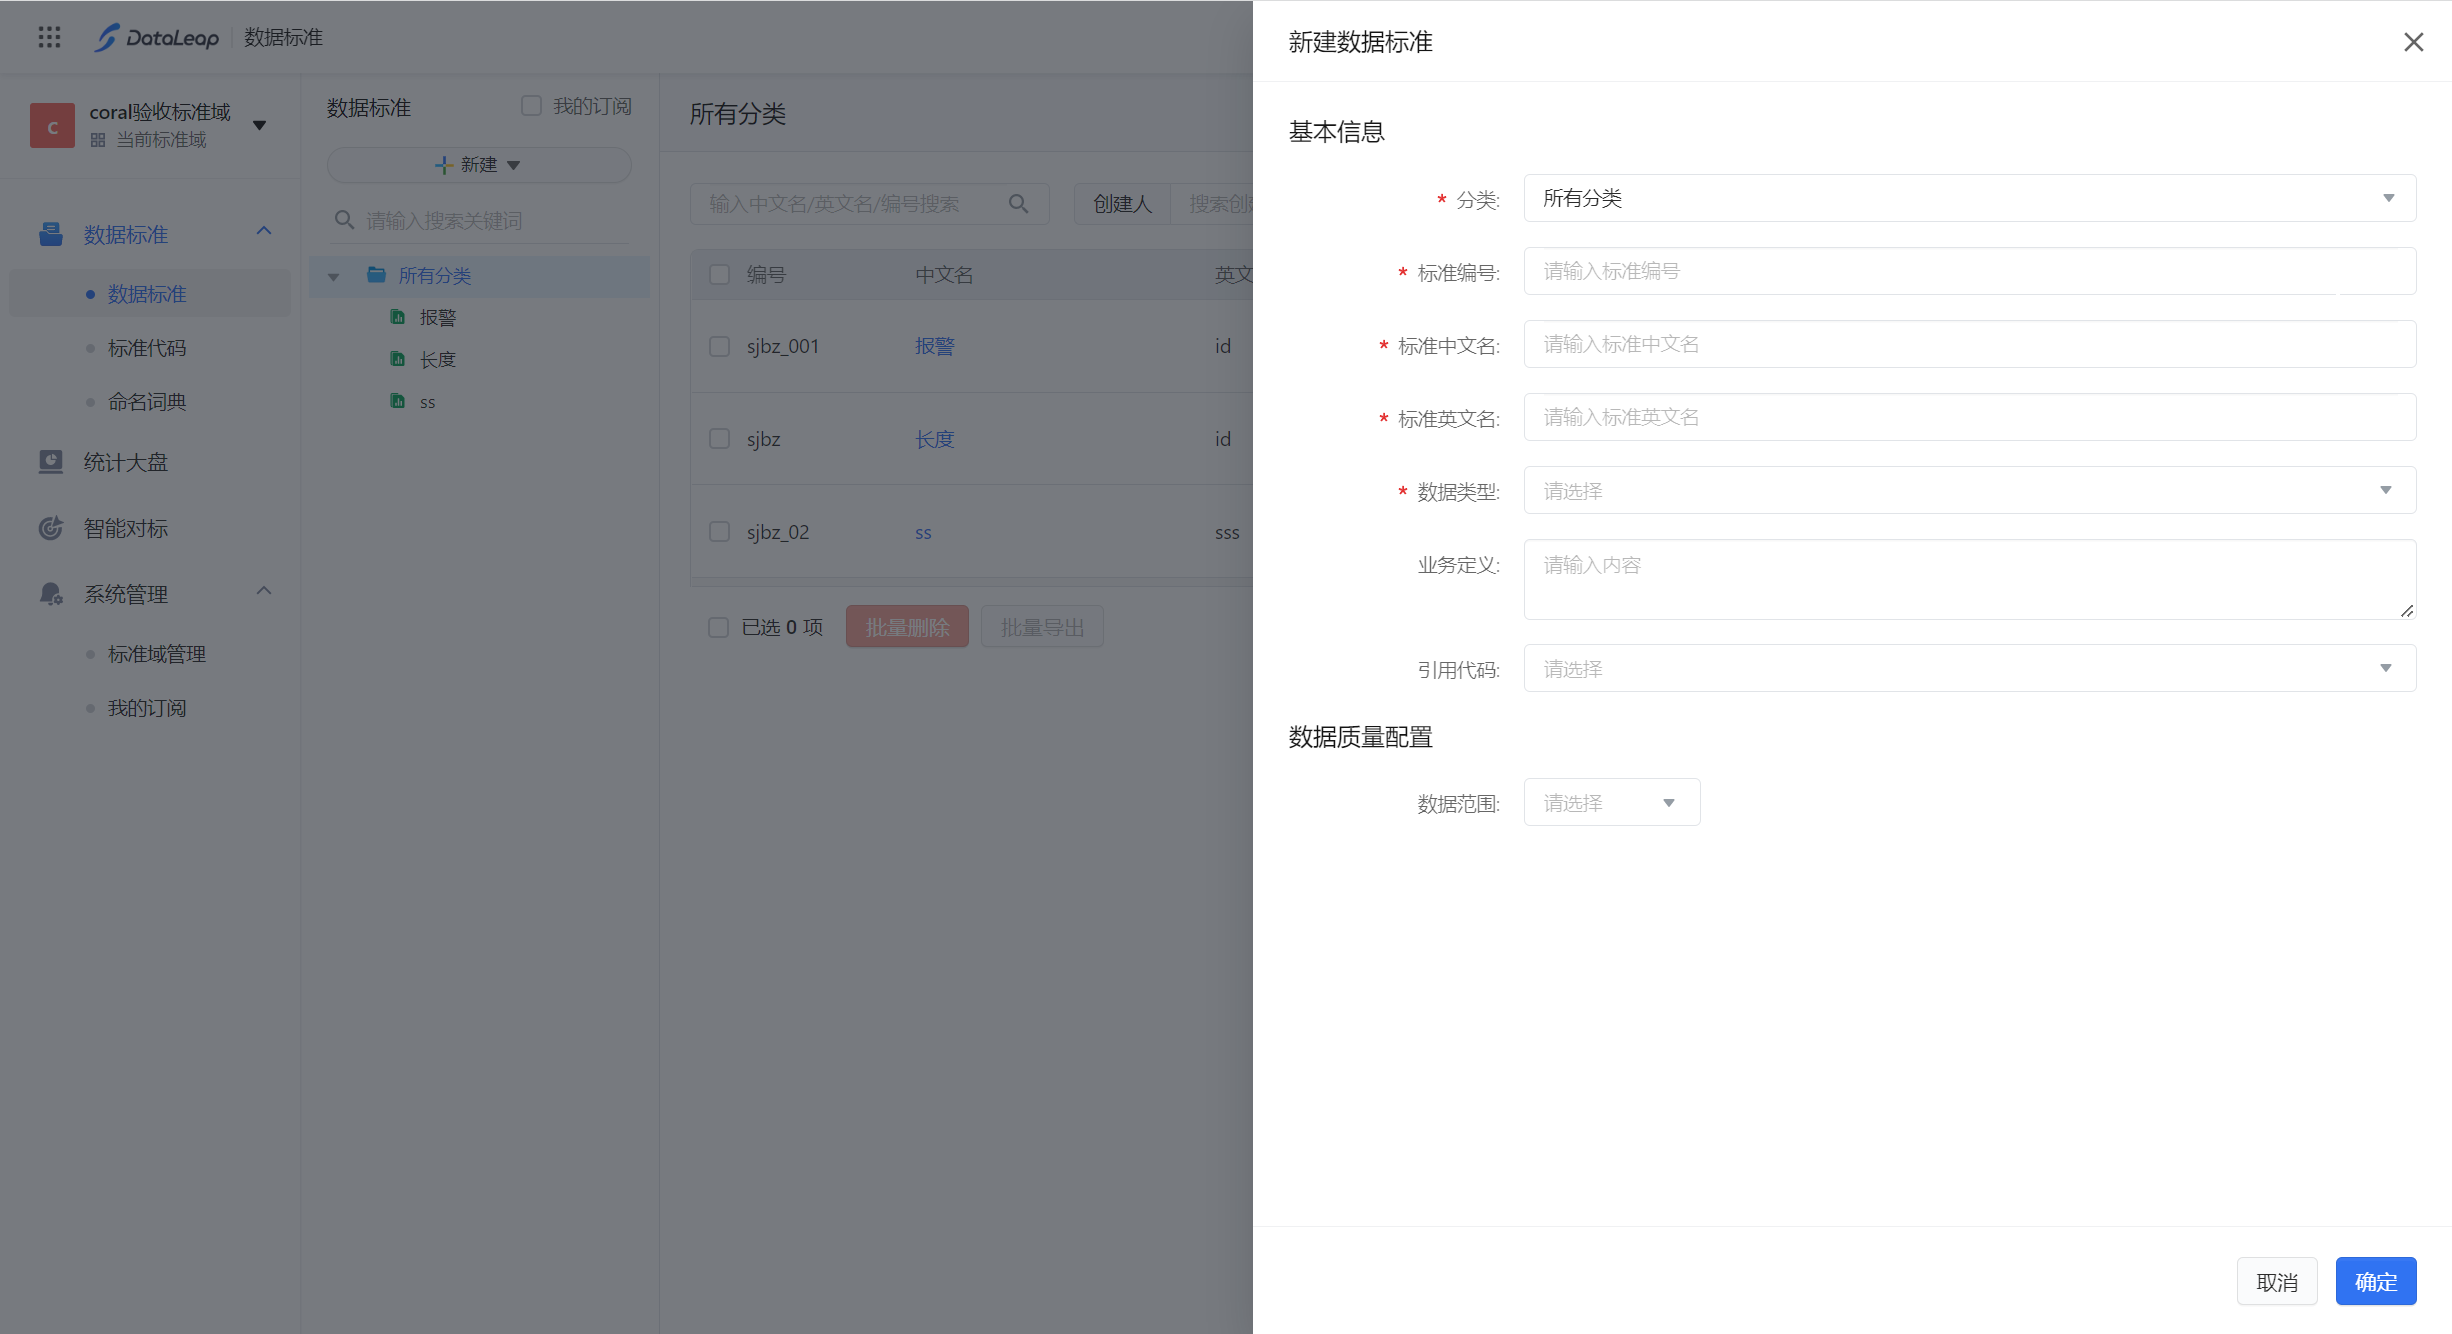 DataLeap 数据标准
C
coral验收标准域
当前标准域
数据标准
数据标准
标准代码
命名词典
统计大盘
智能对标
系统管理
标准域管理
我的订阅
数据标准 我的订阅
新建
请输入搜索关键词
所有分类
报警
长度
ss
所有分类
输入中文名/英文名/编号搜索 创建人 搜索创
编号 中文名 英文
sjbz_001 报警 id
sjbz 长度 id
sjbz_02 ss sss
已选 0 项 批量删除 批量导出
新建数据标准
基本信息
* 分类: 所有分类
* 标准编号: 请输入标准编号
* 标准中文名: 请输入标准中文名
* 标准英文名: 请输入标准英文名
* 数据类型: 请选择
业务定义: 请输入内容
引用代码: 请选择
数据质量配置
数据范围: 请选择
取消 确定